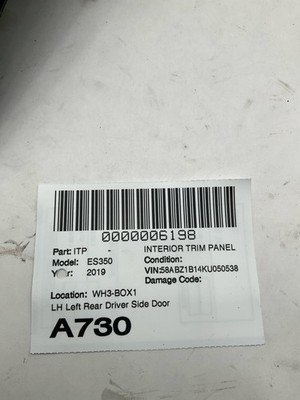 0000006198
Part: ITP - INTERIOR TRIM PANEL
Model: ES350 Condition:
Year: 2019 VIN:58ABZ1B14KU050538
Damage Code:
Location: WH3-BOX1
LH Left Rear Driver Side Door
A730